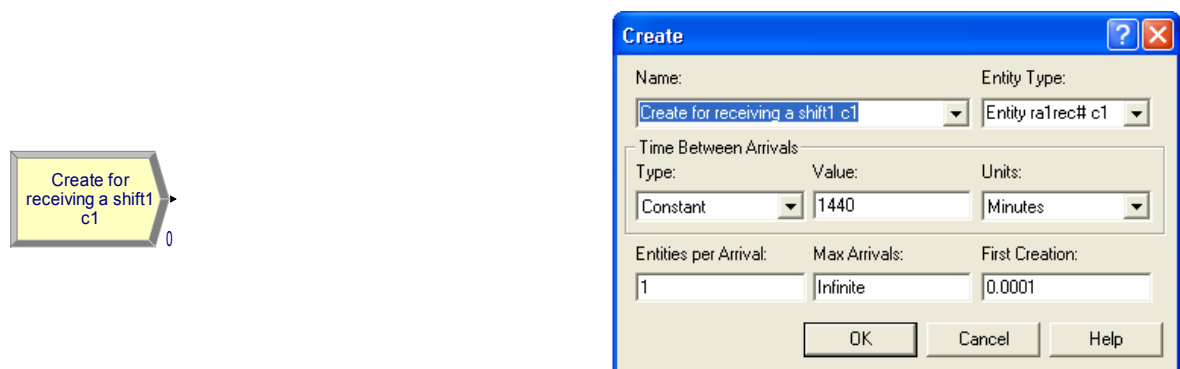 Create for
receiving a shift1
c1
0
Create
Name:
Entity Type:
Create for receiving a shift1 c1
Entity ra1rec# c1
Time Between Arrivals
Type:
Value:
Units:
Constant
1440
Minutes
Entities per Arrival:
Max Arrivals:
First Creation:
1
Infinite
0.0001
OK
Cancel
Help